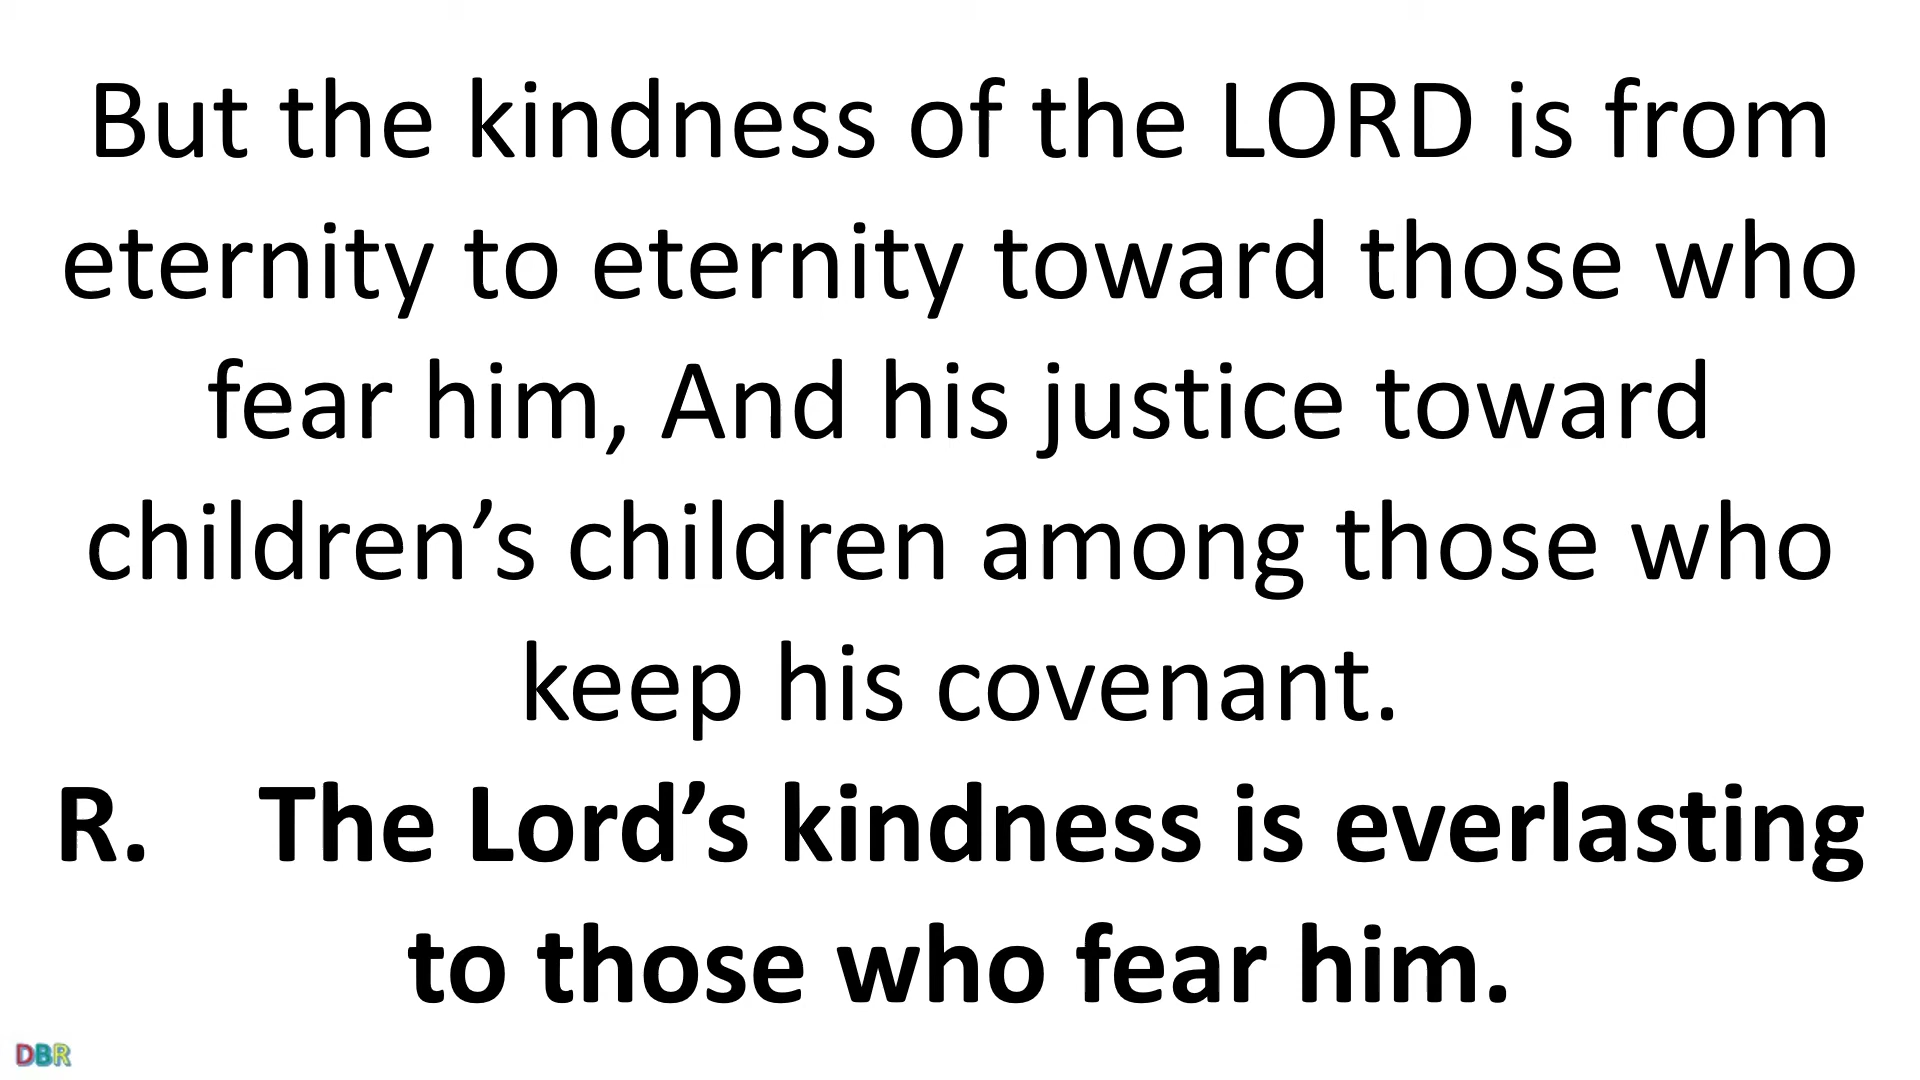 But the kindness of the LORD is from
eternity to eternity toward those who
fear him, And his justice toward
children’s children among those who
keep his covenant.
R. The Lord’s kindness is everlasting
to those who fear him.
DBR